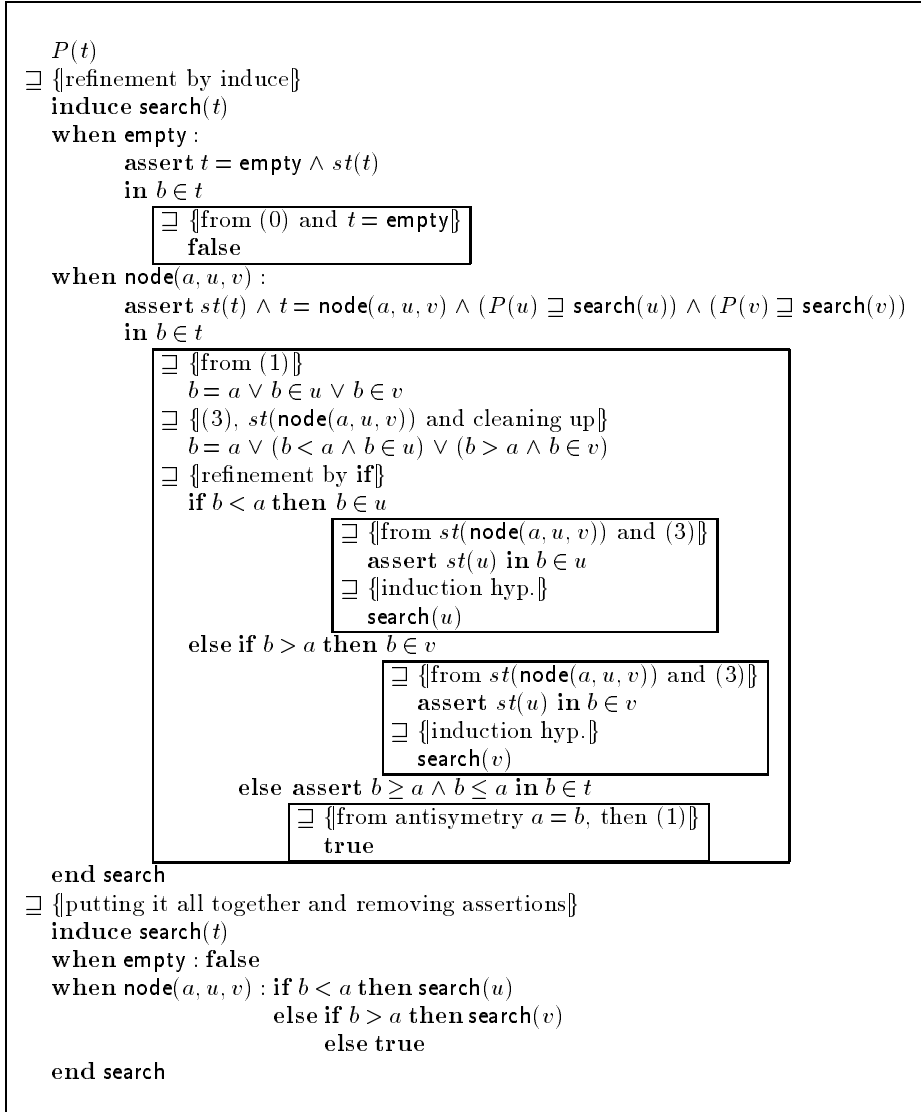 P(t)
⊒ {[refinement by induce]}
induce search(t)
when empty :
assert t = empty ∧ st(t)
in b ∈ t
⊒ {[from (0) and t = empty]}
false
when node(a, u, v) :
assert st(t) ∧ t = node(a, u, v) ∧ (P(u) ⊒ search(u)) ∧ (P(v) ⊒ search(v))
in b ∈ t
⊒ {[from (1)]}
b = a ∨ b ∈ u ∨ b ∈ v
⊒ {[(3), st(node(a, u, v)) and cleaning up]}
b = a ∨ (b < a ∧ b ∈ u) ∨ (b > a ∧ b ∈ v)
⊒ {[refinement by if]}
if b < a then b ∈ u
⊒ {[from st(node(a, u, v)) and (3)]}
assert st(u) in b ∈ u
⊒ {[induction hyp.]}
search(u)
else if b > a then b ∈ v
⊒ {[from st(node(a, u, v)) and (3)]}
assert st(u) in b ∈ v
⊒ {[induction hyp.]}
search(v)
else assert b ≥ a ∧ b ≤ a in b ∈ t
⊒ {[from antisymetry a = b, then (1)]}
true
end search
⊒ {[putting it all together and removing assertions]}
induce search(t)
when empty : false
when node(a, u, v) : if b < a then search(u)
else if b > a then search(v)
else true
end search